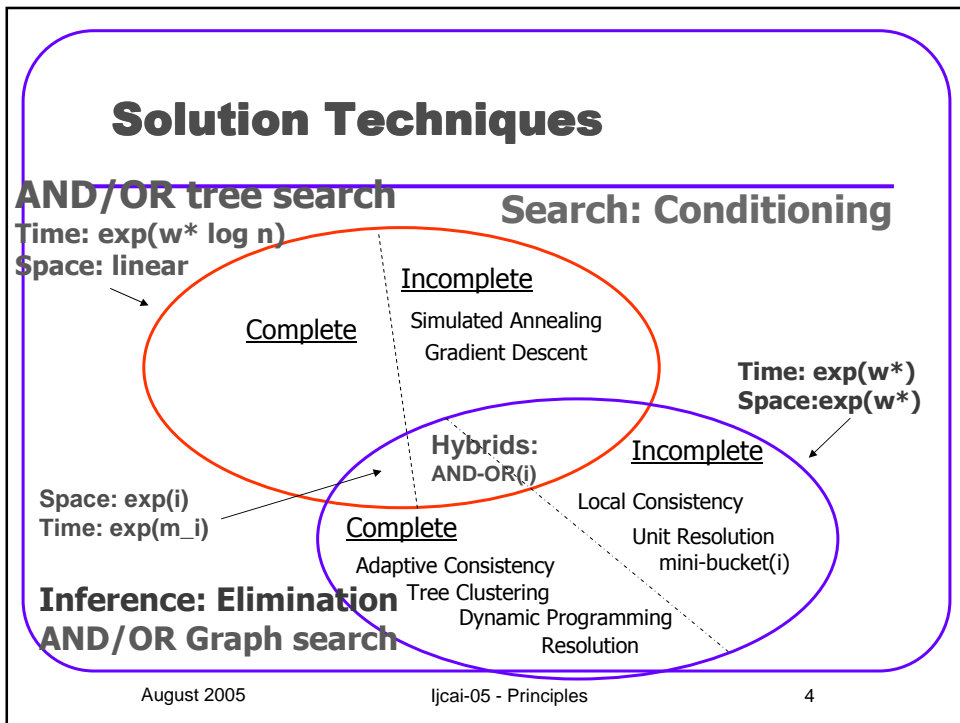 Solution Techniques
AND/OR tree search
Time: exp(w* log n)
Space: linear
Search: Conditioning
Incomplete
Simulated Annealing
Gradient Descent
Complete
Time: exp(w*)
Space:exp(w*)
Hybrids:
AND-OR(i)
Incomplete
Local Consistency
Unit Resolution
mini-bucket(i)
Space: exp(i)
Time: exp(m_i)
Complete
Adaptive Consistency
Tree Clustering
Dynamic Programming
Resolution
Inference: Elimination
AND/OR Graph search
August 2005
Ijcai-05 - Principles
4